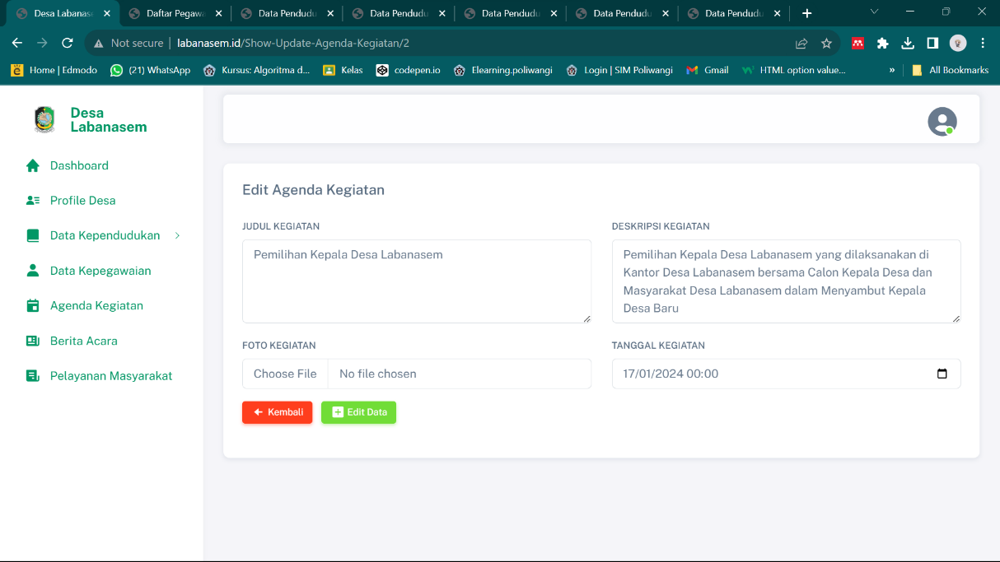 Desa Labanase
Daftar Pegaw
Data Pendudu
Data Pendudu
Data Pendudu
Data Pendudu
Data Pendudu
Not secure | labanasem.id/Show-Update-Agenda-Kegiatan/2
Home | Edmodo (21) WhatsApp Kursus: Algoritma d... Kelas codepen.io Elearning.poliwangi Login | SIM Poliwangi Gmail HTML option value... » All Bookmarks
Desa
Labanasem
Dashboard
Profile Desa
Data Kependudukan
Data Kepegawaian
Agenda Kegiatan
Berita Acara
Pelayanan Masyarakat
Edit Agenda Kegiatan
JUDUL KEGIATAN
Pemilihan Kepala Desa Labanasem
DESKRIPSI KEGIATAN
Pemilihan Kepala Desa Labanasem yang dilaksanakan di
Kantor Desa Labanasem bersama Calon Kepala Desa dan
Masyarakat Desa Labanasem dalam Menyambut Kepala
Desa Baru
FOTO KEGIATAN
Choose File No file chosen
TANGGAL KEGIATAN
17/01/2024 00:00
Kembali
Edit Data